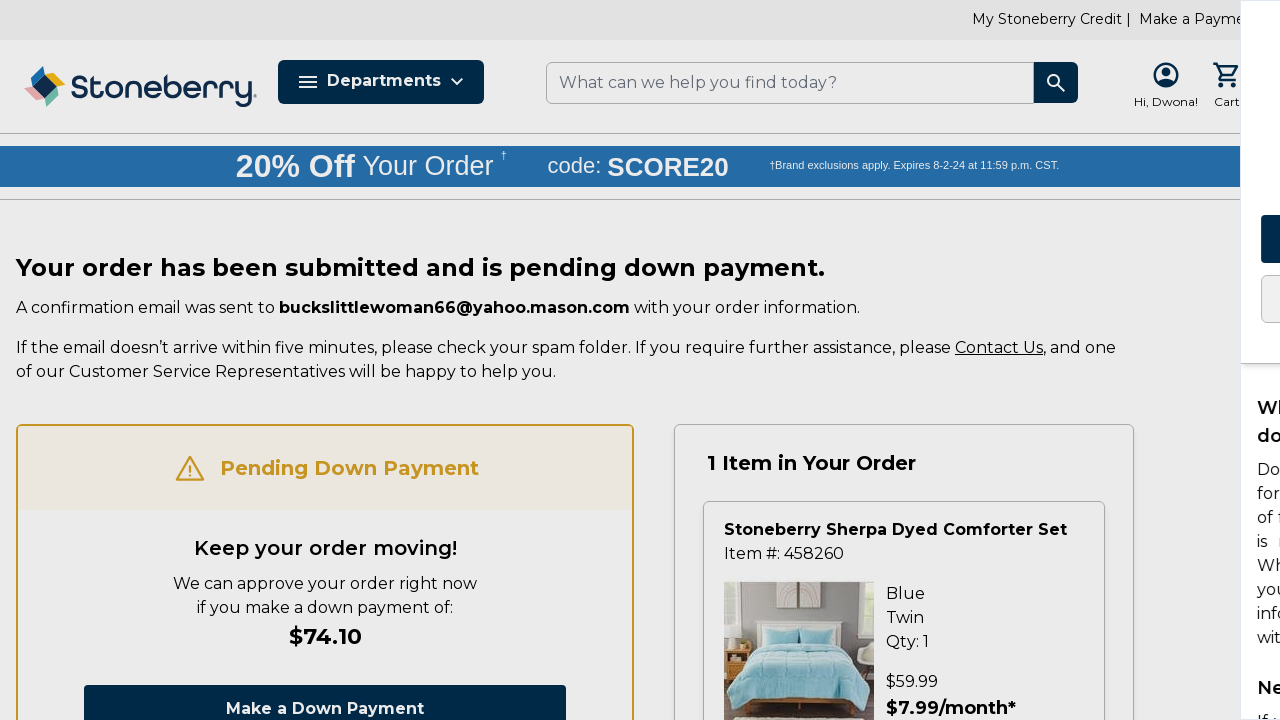 My Stoneberry Credit | Make a Payme
Stoneberry
Departments
What can we help you find today?
Hi, Dwona!
Cart
20% Off Your Order † code: SCORE20 †Brand exclusions apply. Expires 8-2-24 at 11:59 p.m. CST.
Your order has been submitted and is pending down payment.
A confirmation email was sent to buckslittlewoman66@yahoo.mason.com with your order information.
If the email doesn’t arrive within five minutes, please check your spam folder. If you require further assistance, please Contact Us, and one
of our Customer Service Representatives will be happy to help you.
Pending Down Payment
Keep your order moving!
We can approve your order right now
if you make a down payment of:
$74.10
Make a Down Payment
1 Item in Your Order
Stoneberry Sherpa Dyed Comforter Set
Item #: 458260
Blue
Twin
Qty: 1
$59.99
$7.99/month*
Wh
do
Do
for
of
is
Wh
you
info
wit
Ne